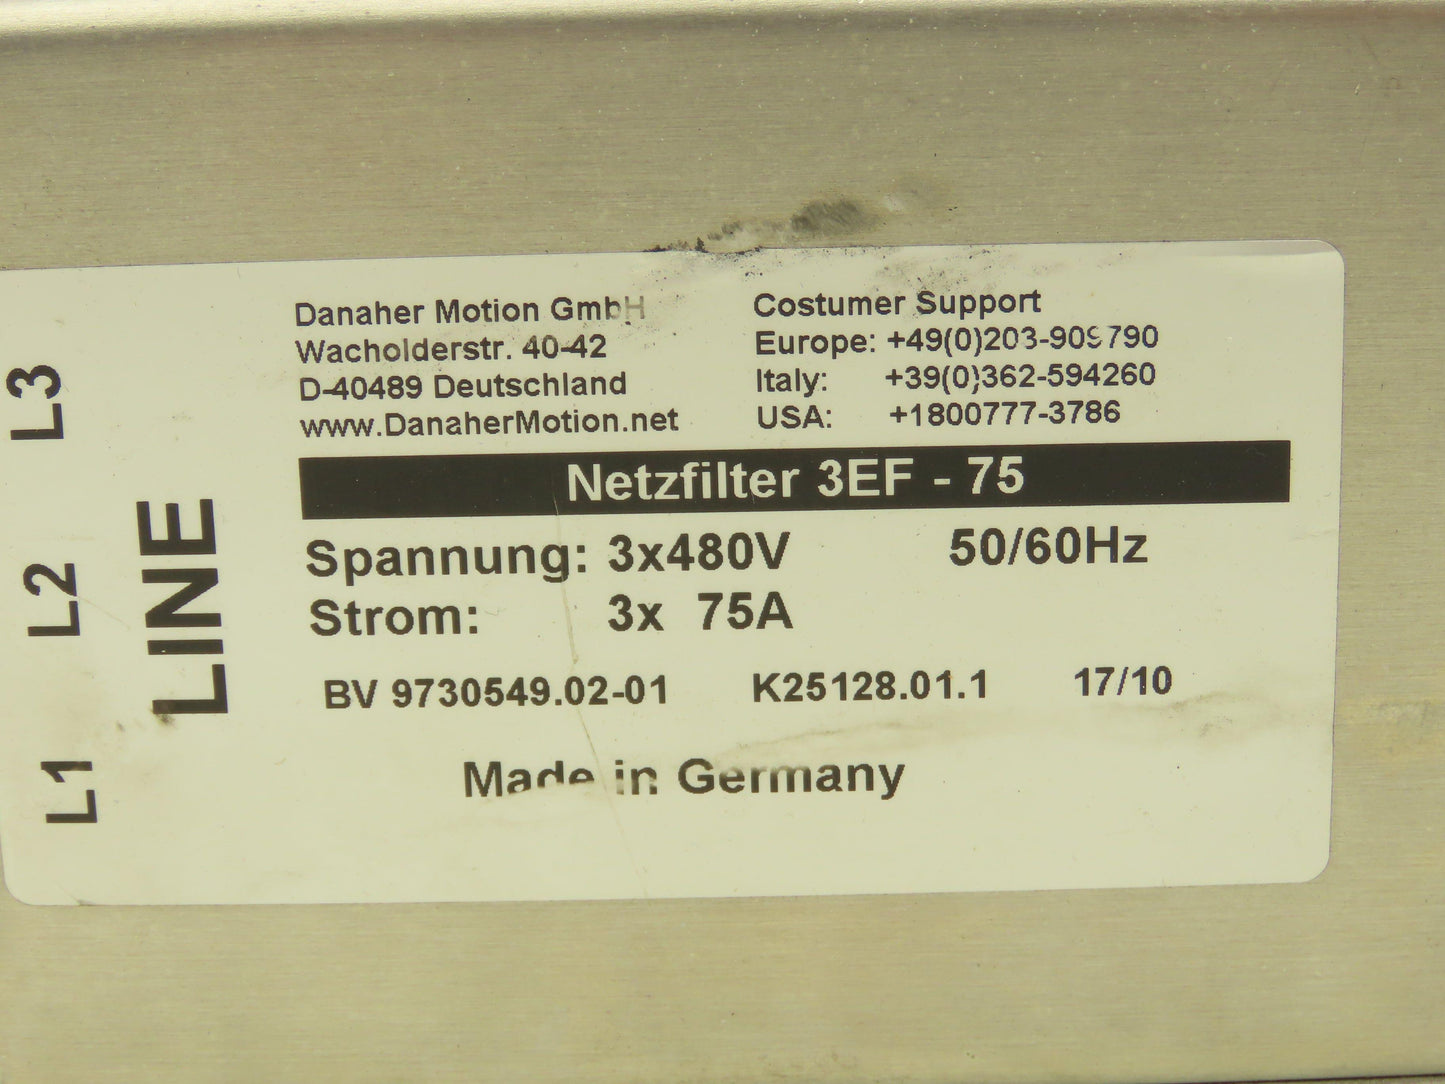 Danaher Motion GmbH
Wacholderstr. 40-42
D-40489 Deutschland
www.DanaherMotion.net
Costumer Support
Europe: +49(0)203-909790
Italy: +39(0)362-594260
USA: +1800777-3786
Netzfilter 3EF - 75
Spannung: 3x480V 50/60Hz
Strom: 3x 75A
BV 9730549.02-01 K25128.01.1 17/10
Made in Germany
L3
L2
L1
LINE